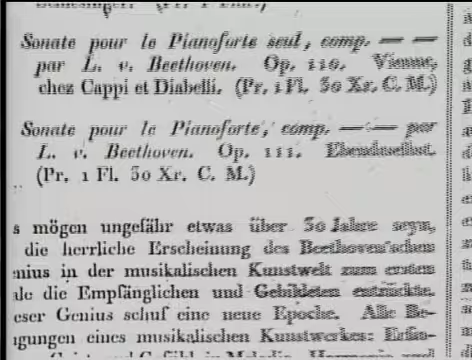 Sonate pour le Pianoforte seul, comp. — —
par L. v. Beethoven. Op. 110. Vienne,
chez Cappi et Diabelli. (Pr. 1 Fl. 30 Xr. C. M.)
Sonate pour le Pianoforte, comp. — — par
L. v. Beethoven. Op. 111. Ebendaselbst.
(Pr. 1 Fl. 30 Xr. C. M.)
s mögen ungefähr etwas über 30 Jahre seyn,
die herrliche Erscheinung des Beethoven'schen
nius in der musikalischen Kunstwelt zum ersten
ale die Empfänglichen und Gebildeten entzückte.
eser Genius schuf eine neue Epoche. Alle Be-
igungen eines musikalischen Kunstwerkes: Erfin-